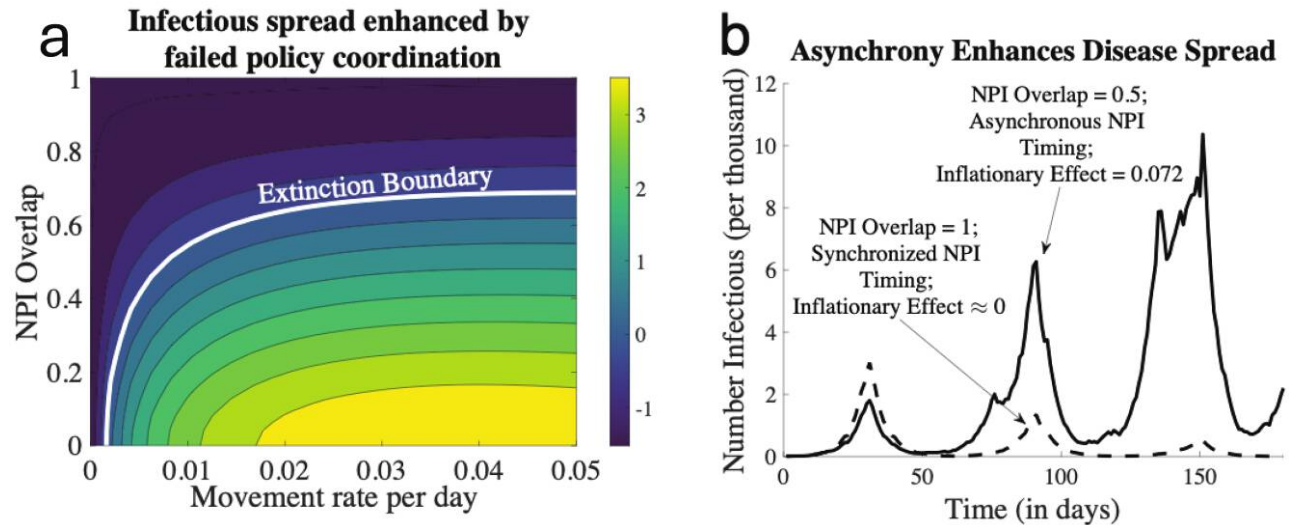 a
Infectious spread enhanced by
failed policy coordination
NPI Overlap
1
0.8
0.6
0.4
0.2
0
Extinction Boundary
0
0.01
0.02
0.03
0.04
0.05
Movement rate per day
3
2
1
0
-1
b
Asynchrony Enhances Disease Spread
Number Infectious (per thousand)
12
10
8
6
4
2
0
NPI Overlap = 0.5;
Asynchronous NPI
Timing;
Inflationary Effect = 0.072
NPI Overlap = 1;
Synchronized NPI
Timing;
Inflationary Effect ≈ 0
0
50
100
150
Time (in days)